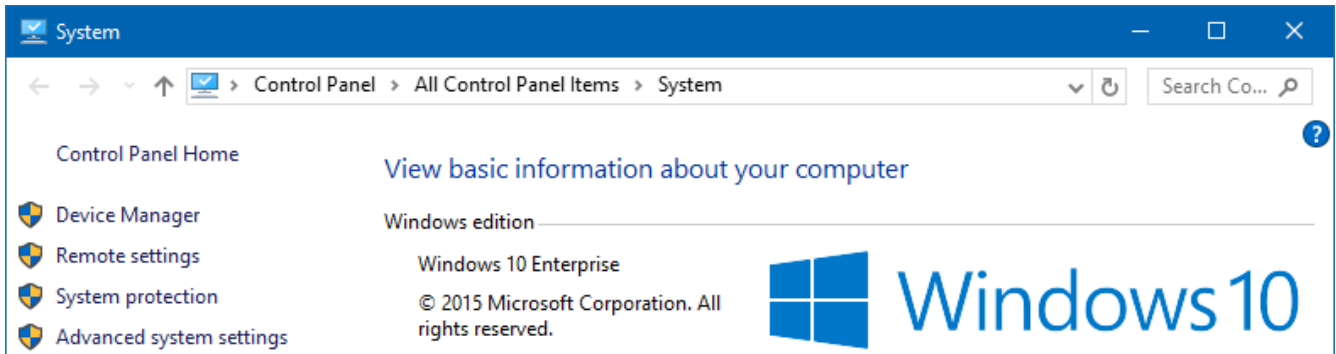 System
Control Panel > All Control Panel Items > System
Search Co...
Control Panel Home
Device Manager
Remote settings
System protection
Advanced system settings
View basic information about your computer
Windows edition
Windows 10 Enterprise
© 2015 Microsoft Corporation. All
rights reserved.
Windows 10